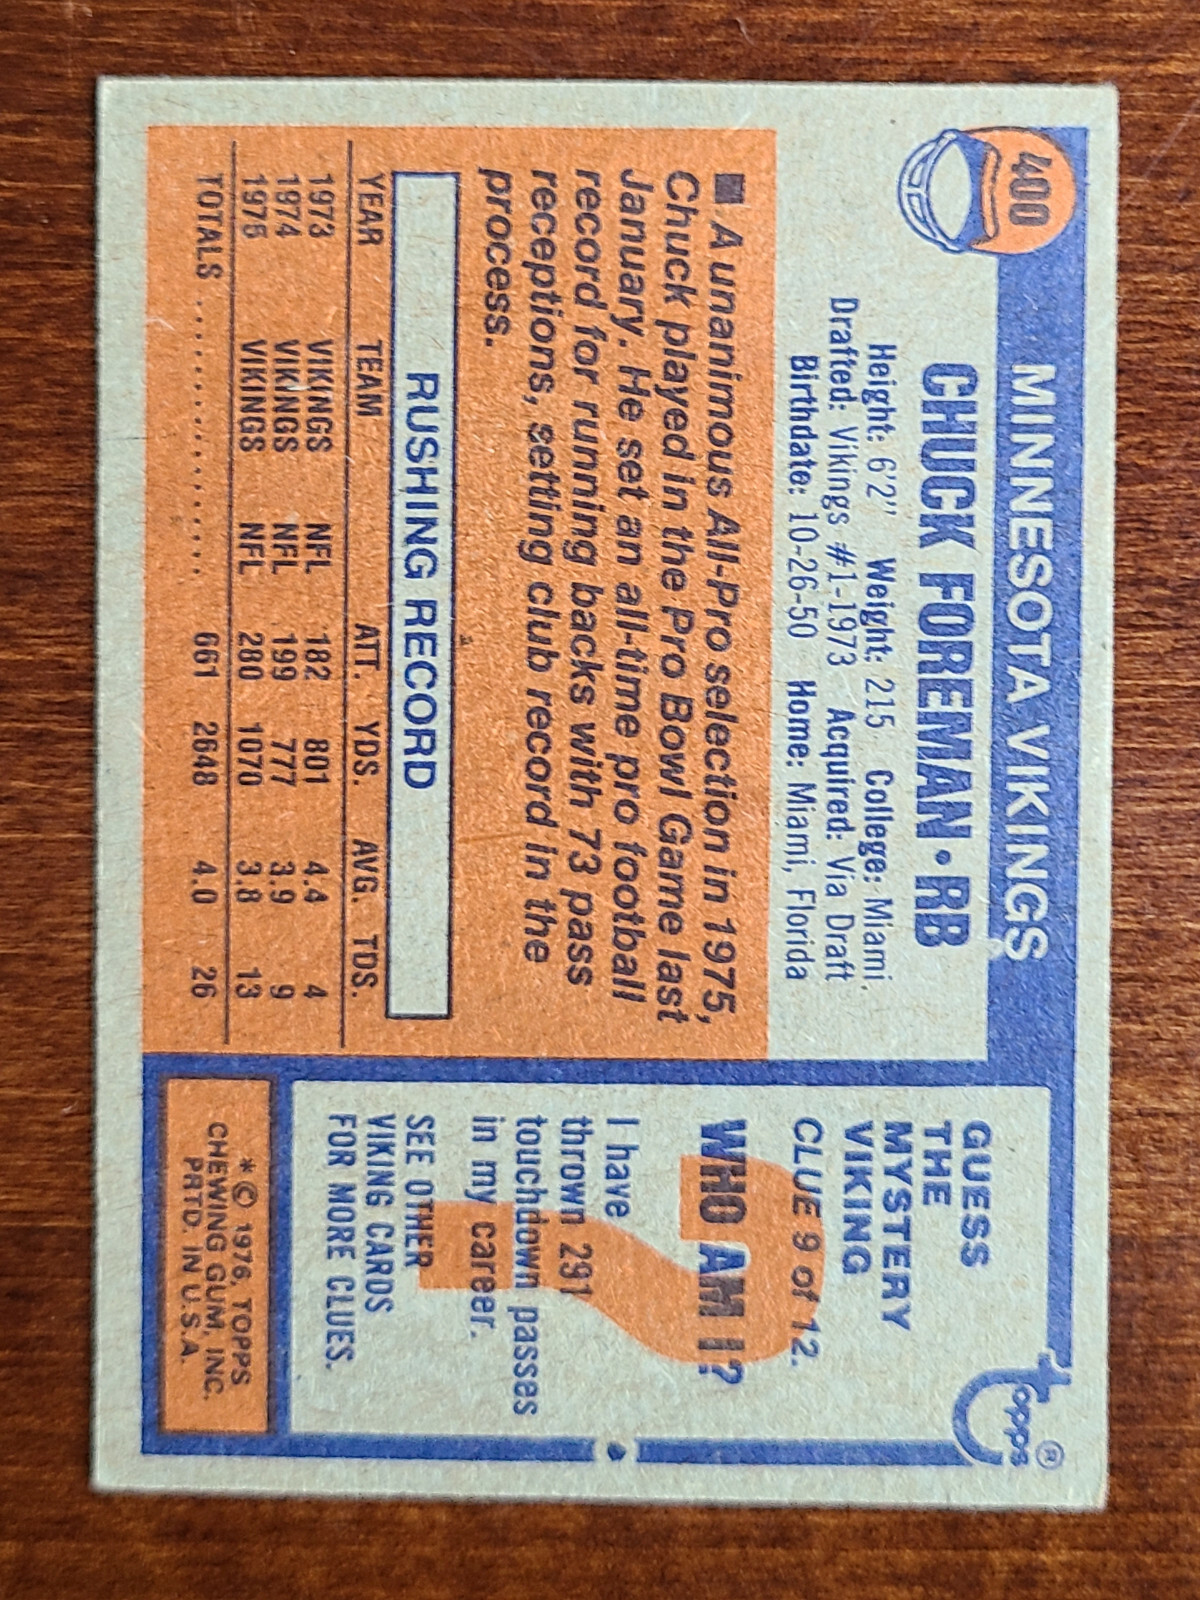 400
MINNESOTA VIKINGS
CHUCK FOREMAN • RB
Height: 6'2" Weight: 215 College: Miami.
Drafted: Vikings #1-1973 Acquired: Via Draft
Birthdate: 10-26-50 Home: Miami, Florida
■ A unanimous All-Pro selection in 1975,
Chuck played in the Pro Bowl Game last
January. He set an all-time pro football
record for running backs with 73 pass
receptions, setting club record in the
process.
RUSHING RECORD
YEAR TEAM ATT. YDS. AVG. TDS.
1973 VIKINGS NFL 182 801 4.4 4
1974 VIKINGS NFL 199 777 3.9 9
1975 VIKINGS NFL 280 1070 3.8 13
TOTALS .................. 661 2648 4.0 26
topps®
GUESS
THE
MYSTERY
VIKING
CLUE 9 of 12.
WHO AM I?
I have
thrown 291
touchdown passes
in my career.
SEE OTHER
VIKING CARDS
FOR MORE CLUES.
* © 1976, TOPPS
CHEWING GUM, INC.
PRTD. IN U.S.A.